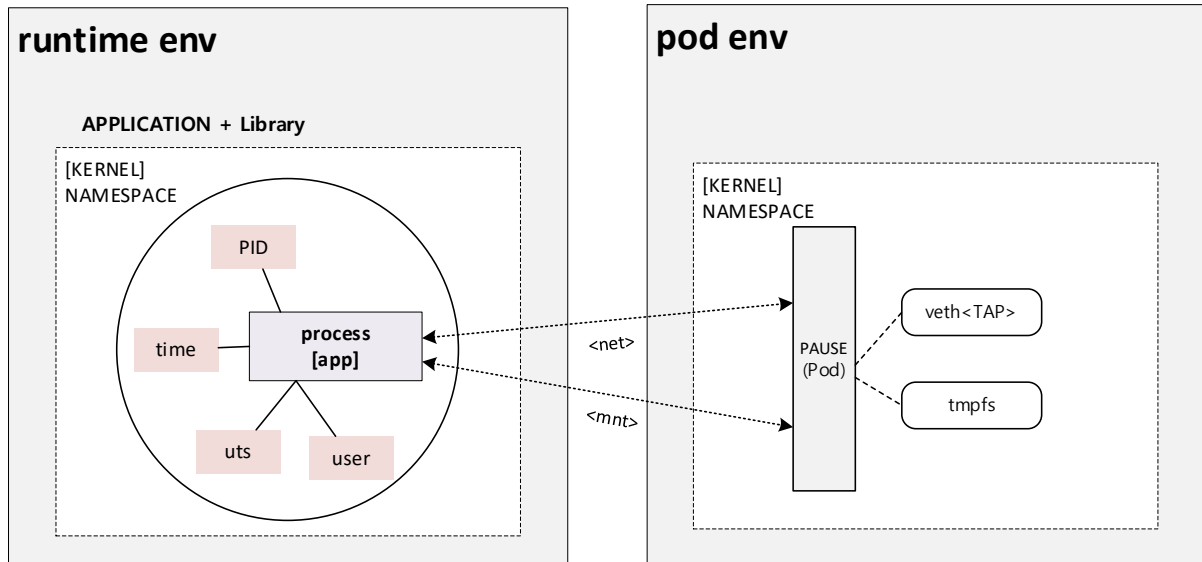 runtime env
APPLICATION + Library
[KERNEL]
NAMESPACE
PID
time
process
[app]
uts
user
<net>
<mnt>
pod env
[KERNEL]
NAMESPACE
PAUSE
(Pod)
veth<TAP>
tmpfs